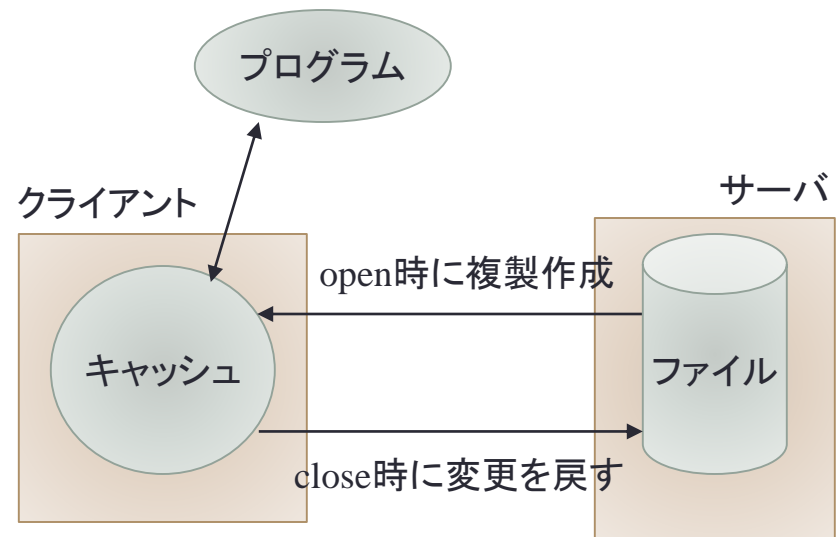 プログラム
クライアント
サーバ
open時に複製作成
キャッシュ
ファイル
close時に変更を戻す